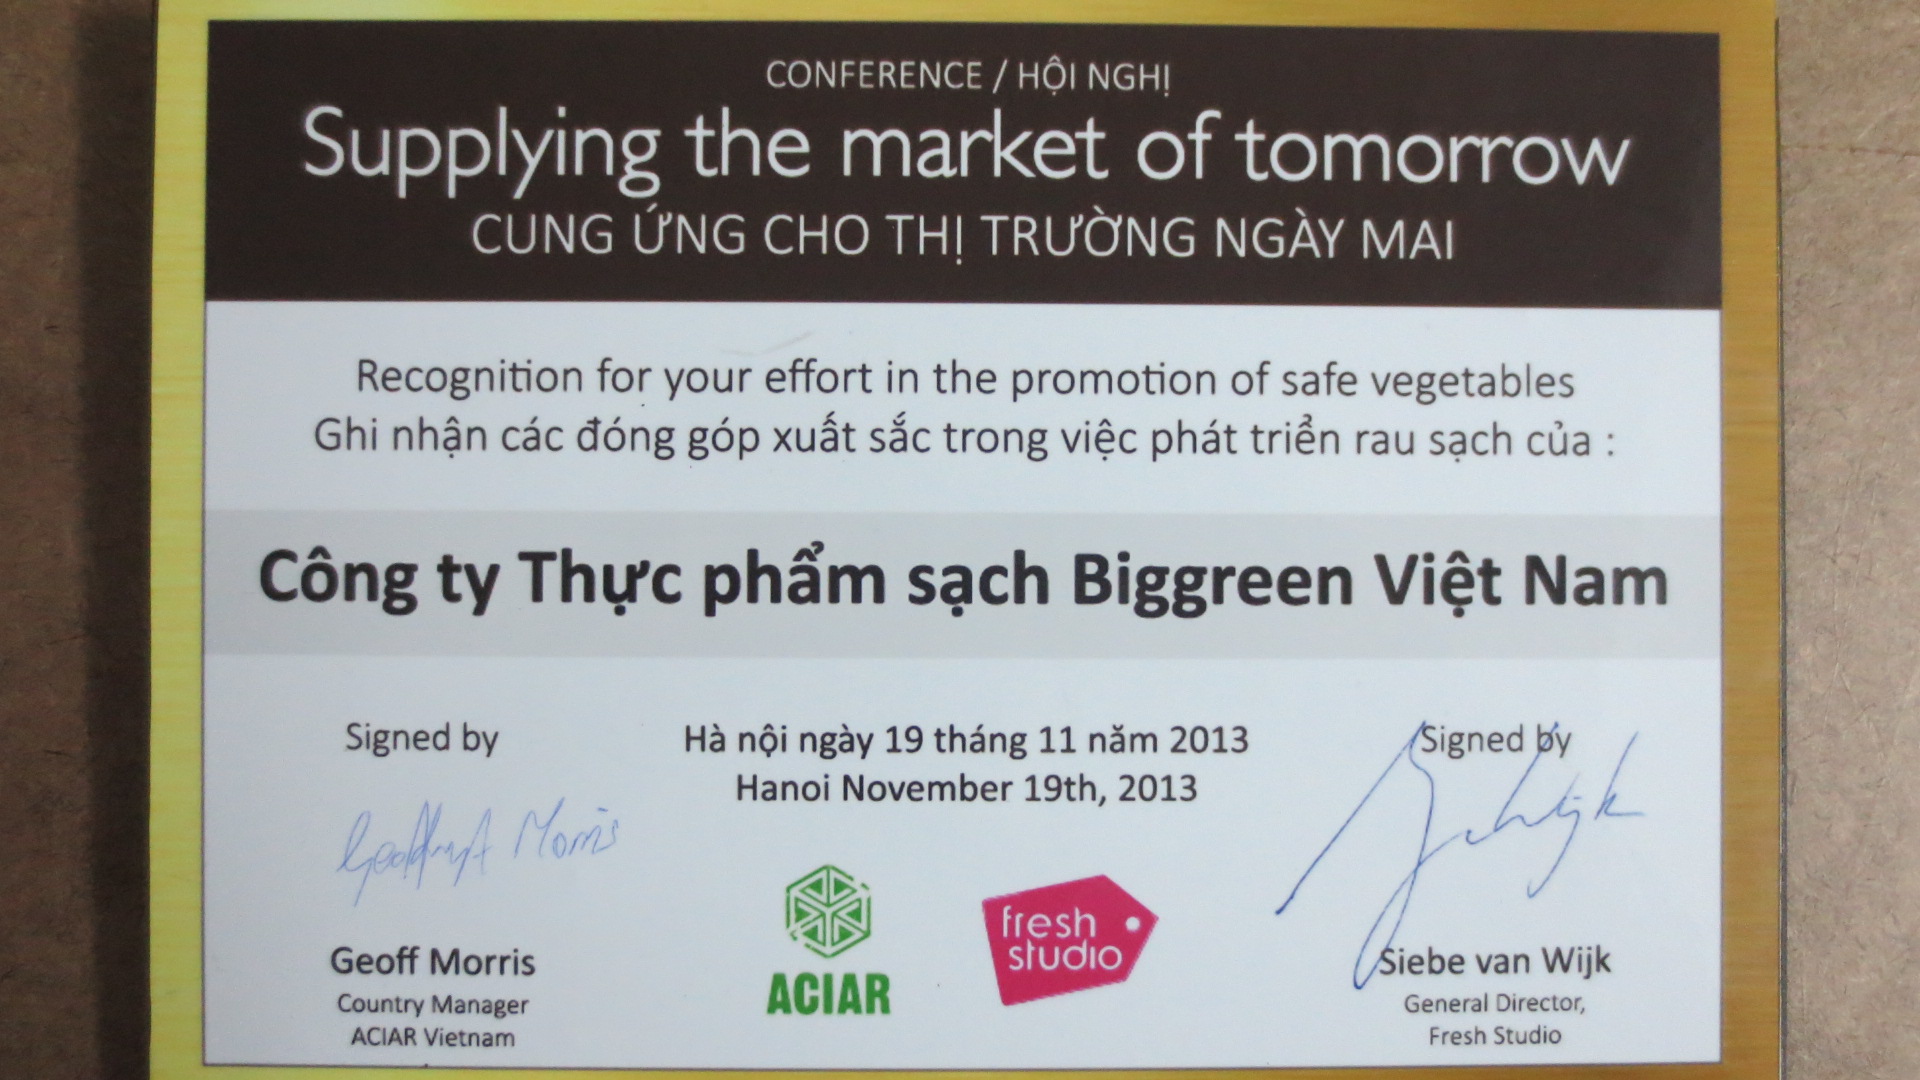 CONFERENCE / HỘI NGHỊ
Supplying the market of tomorrow
CUNG ỨNG CHO THỊ TRƯỜNG NGÀY MAI
Recognition for your effort in the promotion of safe vegetables
Ghi nhận các đóng góp xuất sắc trong việc phát triển rau sạch của :
Công ty Thực phẩm sạch Biggreen Việt Nam
Signed by
Hà nội ngày 19 tháng 11 năm 2013
Hanoi November 19th, 2013
Signed by
Morris
ACIAR
fresh
studio
Geoff Morris
Country Manager
ACIAR Vietnam
Siebe van Wijk
General Director,
Fresh Studio